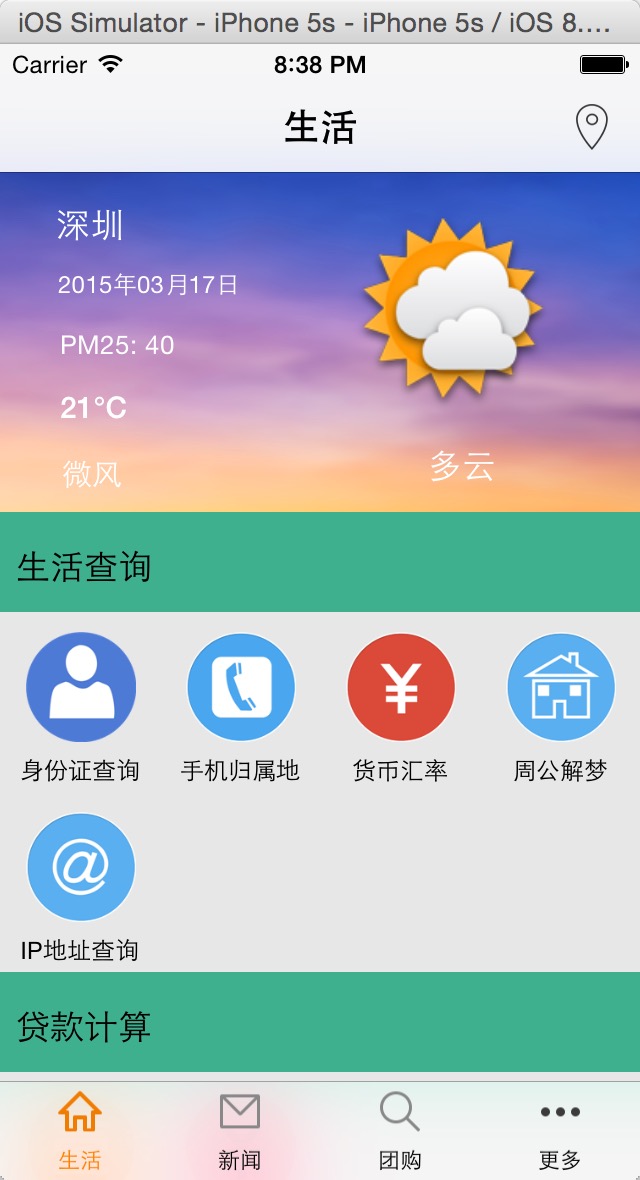 iOS Simulator - iPhone 5s - iPhone 5s / iOS 8....
Carrier 8:38 PM
生活
深圳
2015年03月17日
PM25: 40
21°C
微风
多云
生活查询
身份证查询 手机归属地 货币汇率 周公解梦
IP地址查询
贷款计算
生活 新闻 团购 更多